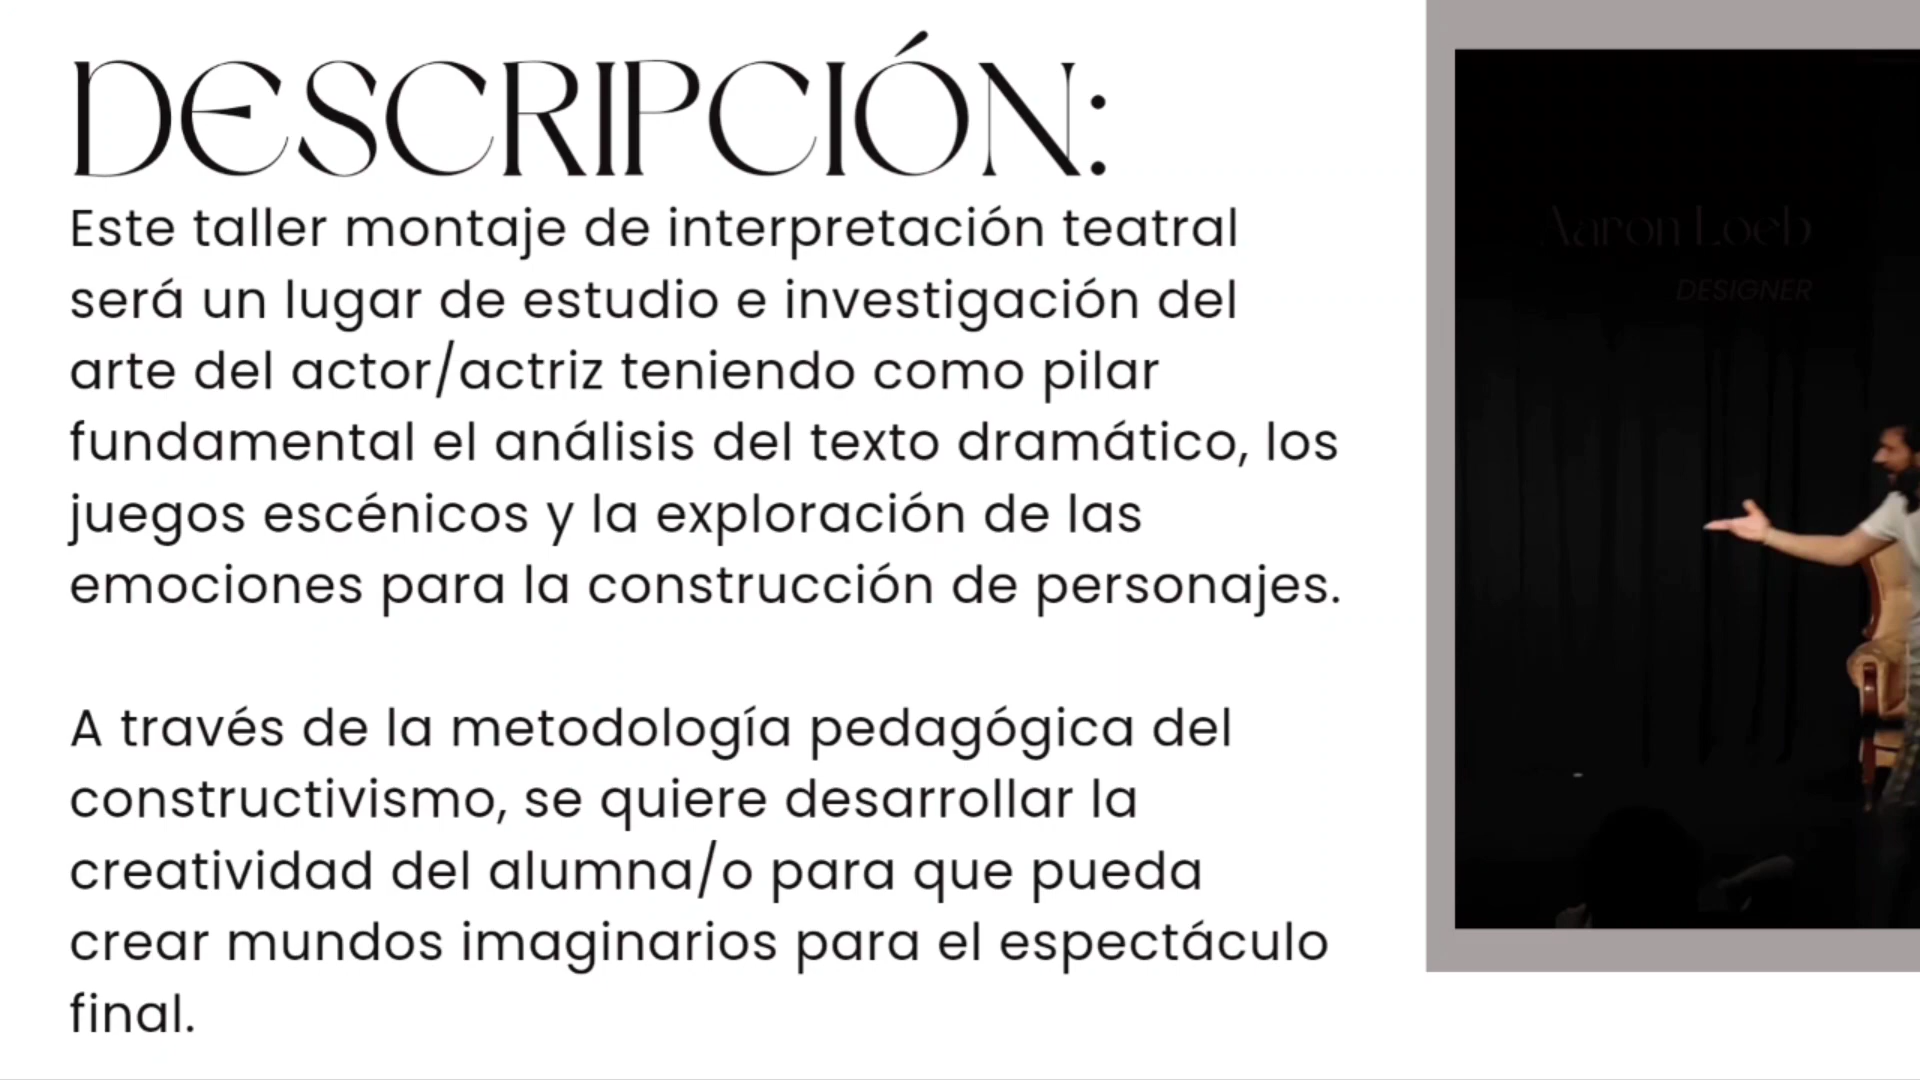 DESCRIPCIÓN:
Este taller montaje de interpretación teatral
será un lugar de estudio e investigación del
arte del actor/actriz teniendo como pilar
fundamental el análisis del texto dramático, los
juegos escénicos y la exploración de las
emociones para la construcción de personajes.
A través de la metodología pedagógica del
constructivismo, se quiere desarrollar la
creatividad del alumna/o para que pueda
crear mundos imaginarios para el espectáculo
final.
Aaron Loeb
DESIGNER